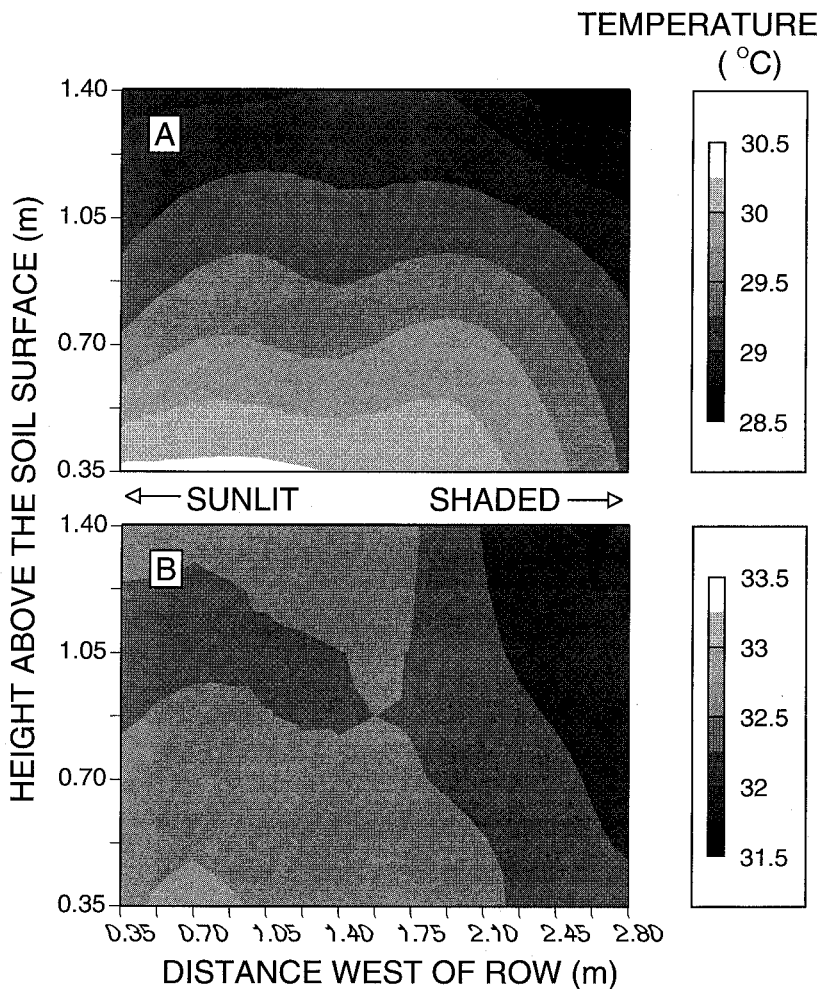 TEMPERATURE
(°C)
A
1.40
1.05
0.70
0.35
30.5
30
29.5
29
28.5
HEIGHT ABOVE THE SOIL SURFACE (m)
SUNLIT
SHADED
B
1.40
1.05
0.70
0.35
33.5
33
32.5
32
31.5
0.35 0.70 1.05 1.40 1.75 2.10 2.45 2.80
DISTANCE WEST OF ROW (m)